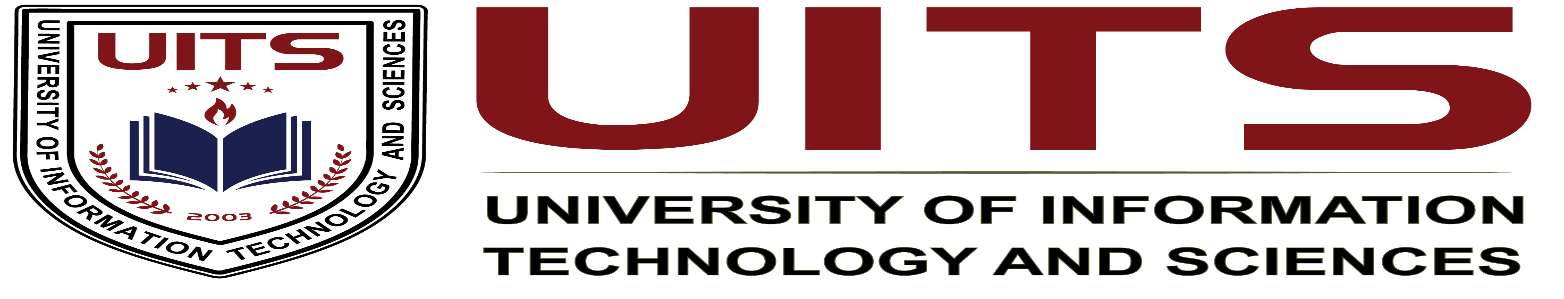 UITS
2003
UNIVERSITY OF INFORMATION TECHNOLOGY AND SCIENCES
UITS
UNIVERSITY OF INFORMATION
TECHNOLOGY AND SCIENCES